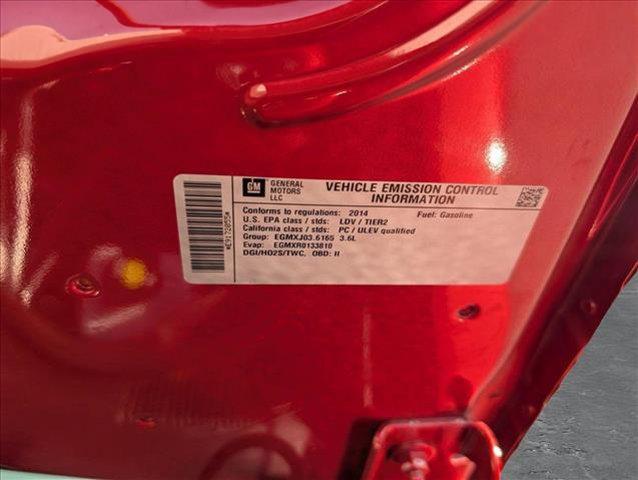 GM
GENERAL
MOTORS
LLC
VEHICLE EMISSION CONTROL
INFORMATION
Conforms to regulations: 2014 Fuel: Gasoline
U.S. EPA class / stds: LDV / TIER2
California class / stds: PC / ULEV qualified
Group: EGMXJ03.6165 3.6L
Evap: EGMXR0133810
DGI/HO2S/TWC, OBD: II